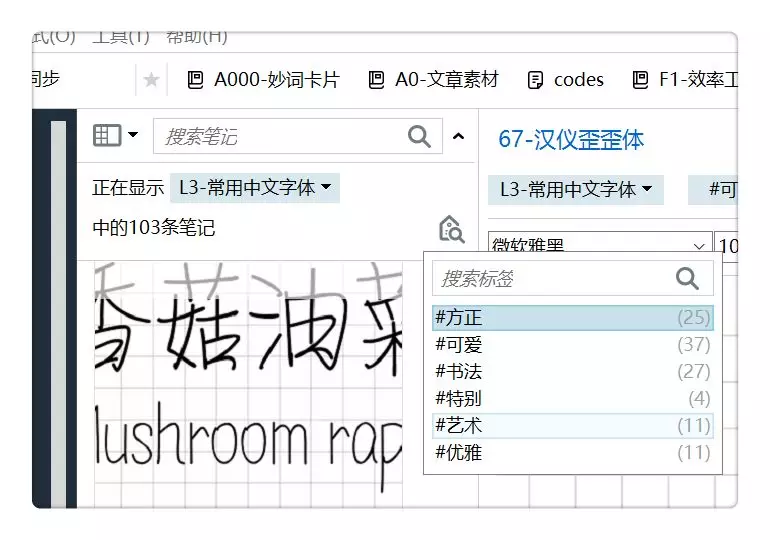 式(O) 工具(T) 帮助(H)
同步 A000-妙词卡片 A0-文章素材 codes F1-效率工
搜索笔记
67-汉仪歪歪体
正在显示 L3-常用中文字体
L3-常用中文字体 #可
中的103条笔记
微软雅黑 10
搜索标签
#方正 (25)
#可爱 (37)
#书法 (27)
#特别 (4)
#艺术 (11)
#优雅 (11)
香菇油菜
Mushroom rap